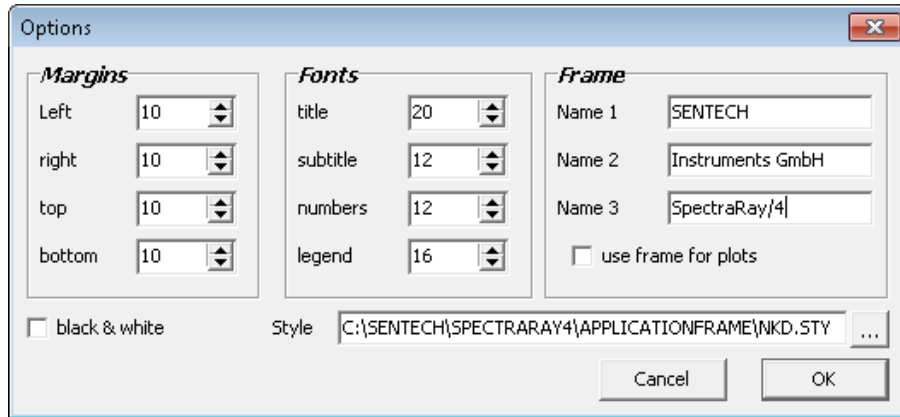 Options
Margins
Left 10
right 10
top 10
bottom 10
Fonts
title 20
subtitle 12
numbers 12
legend 16
Frame
Name 1 SENTECH
Name 2 Instruments GmbH
Name 3 SpectraRay/4
use frame for plots
black & white
Style C:\SENTECH\SPECTRARAY4\APPLICATIONFRAME\NKD.STY ...
Cancel OK